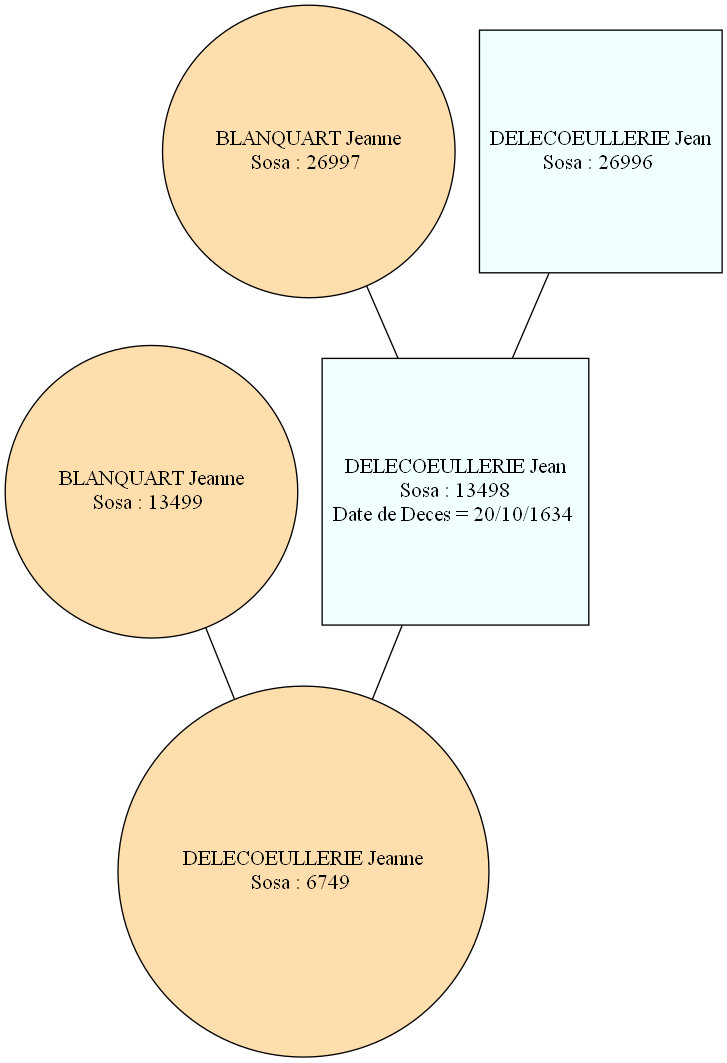 BLANQUART Jeanne
Sosa : 26997
DELECOEULLERIE Jean
Sosa : 26996
BLANQUART Jeanne
Sosa : 13499
DELECOEULLERIE Jean
Sosa : 13498
Date de Deces = 20/10/1634
DELECOEULLERIE Jeanne
Sosa : 6749